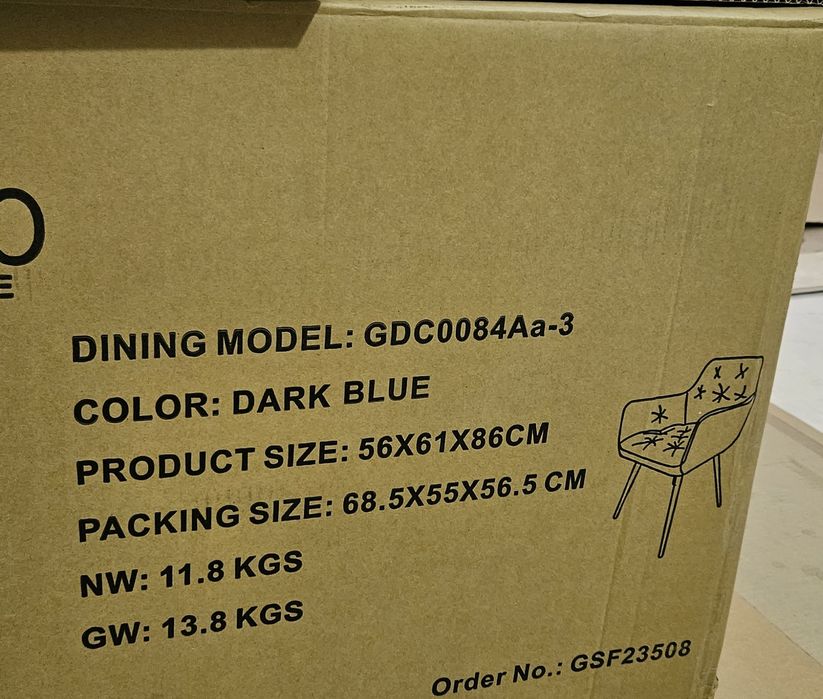 DINING MODEL: GDC0084Aa-3
COLOR: DARK BLUE
PRODUCT SIZE: 56X61X86CM
PACKING SIZE: 68.5X55X56.5 CM
NW: 11.8 KGS
GW: 13.8 KGS
Order No.: GSF23508